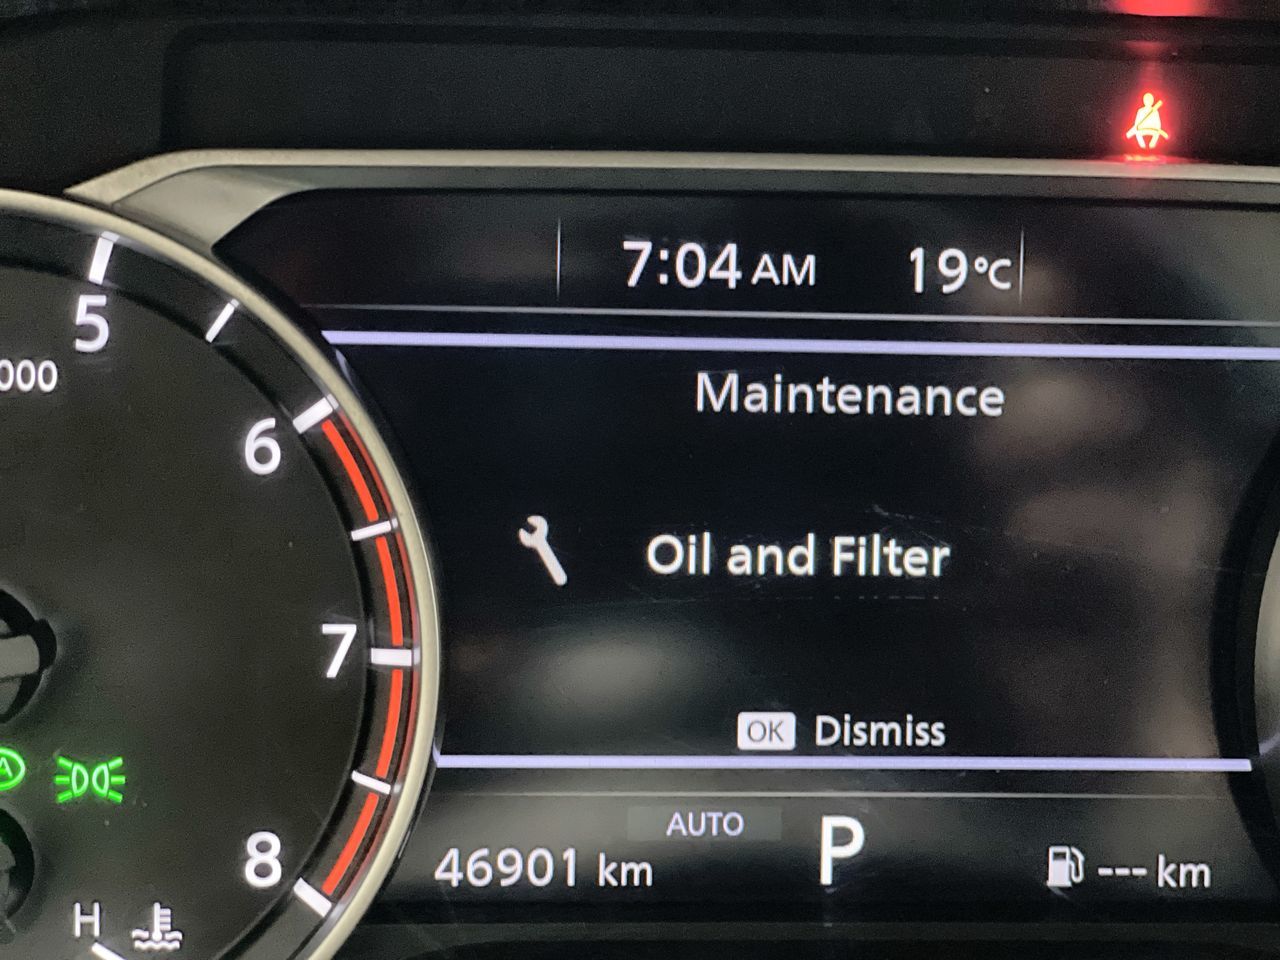 7:04 AM 19°C
5
000
Maintenance
6
Oil and Filter
7
OK Dismiss
A
AUTO
8
46901 km P --- km
H